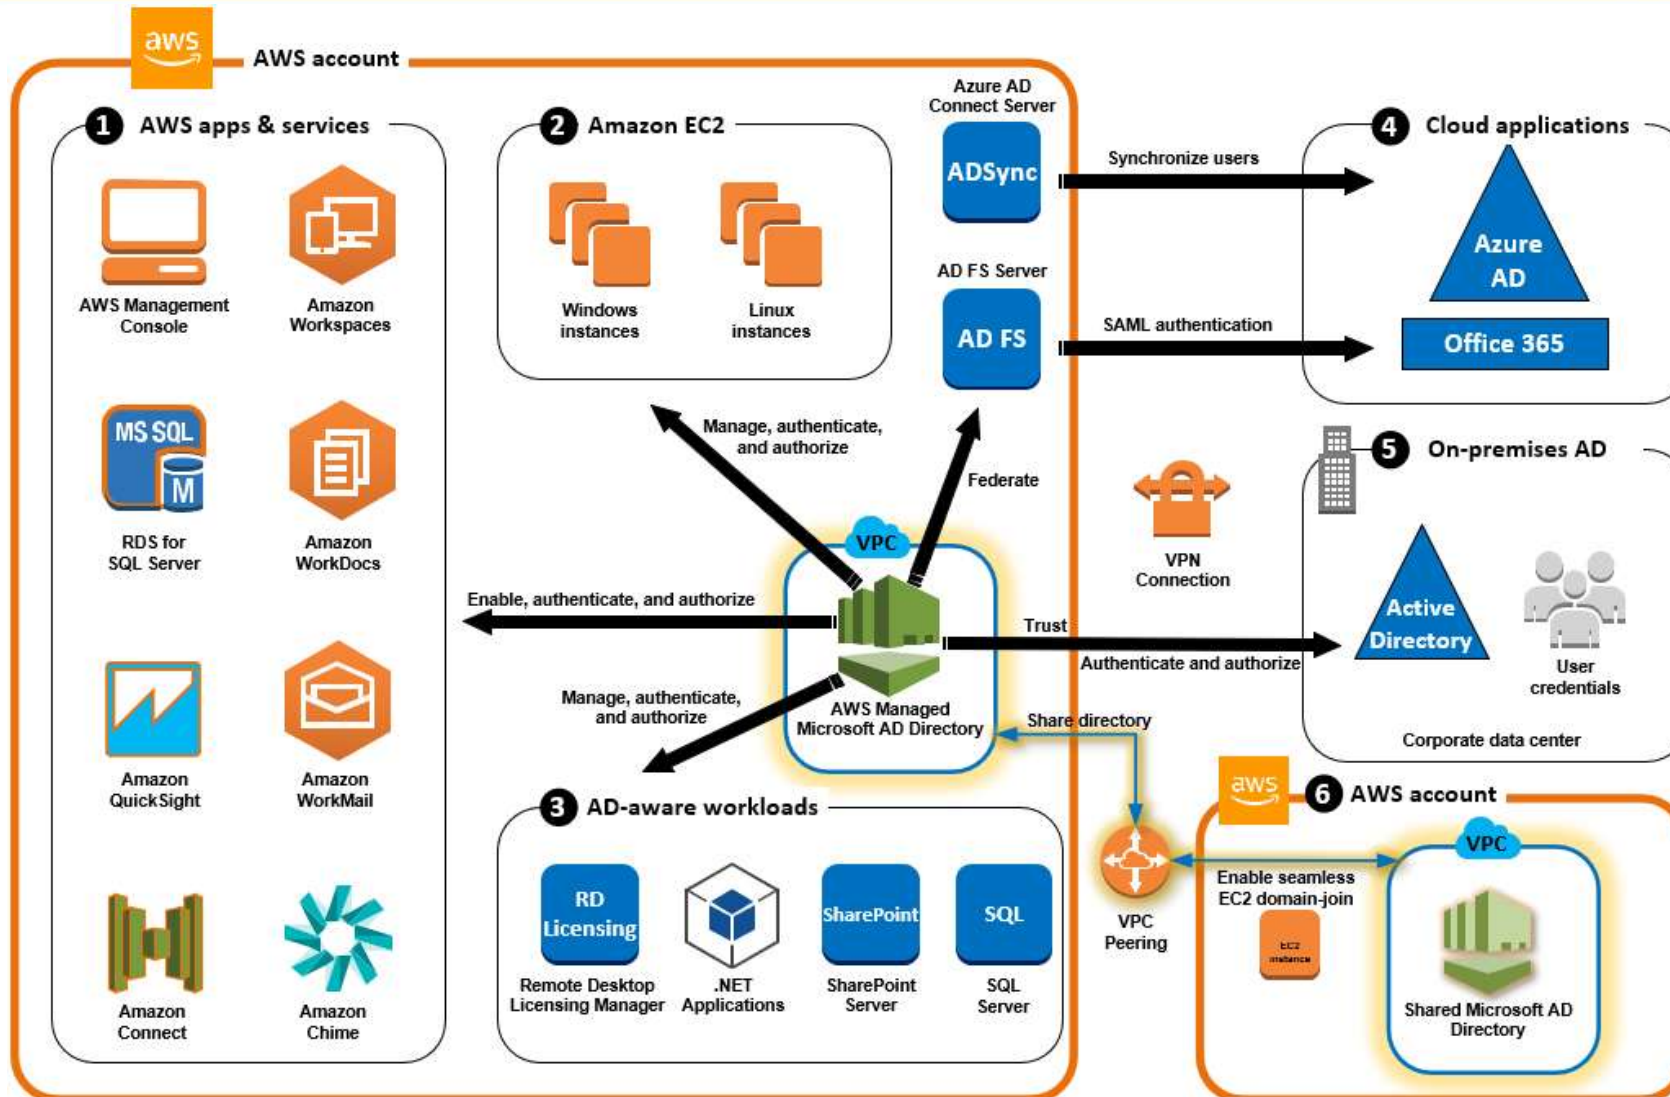 aws
AWS account
1 AWS apps & services
AWS Management
Console
Amazon
Workspaces
MS SQL
M
RDS for
SQL Server
Amazon
WorkDocs
Amazon
QuickSight
Amazon
WorkMail
Amazon
Connect
Amazon
Chime
2 Amazon EC2
Windows
instances
Linux
instances
Azure AD
Connect Server
ADSync
AD FS Server
AD FS
Synchronize users
SAML authentication
4 Cloud applications
Azure
AD
Office 365
Manage, authenticate,
and authorize
Federate
VPC
Enable, authenticate, and authorize
Manage, authenticate,
and authorize
AWS Managed
Microsoft AD Directory
Trust
Authenticate and authorize
VPN
Connection
5 On-premises AD
Active
Directory
User
credentials
Corporate data center
Share directory
3 AD-aware workloads
RD
Licensing
Remote Desktop
Licensing Manager
.NET
Applications
SharePoint
SharePoint
Server
SQL
SQL
Server
VPC
Peering
aws
6 AWS account
VPC
Enable seamless
EC2 domain-join
EC2
instance
Shared Microsoft AD
Directory